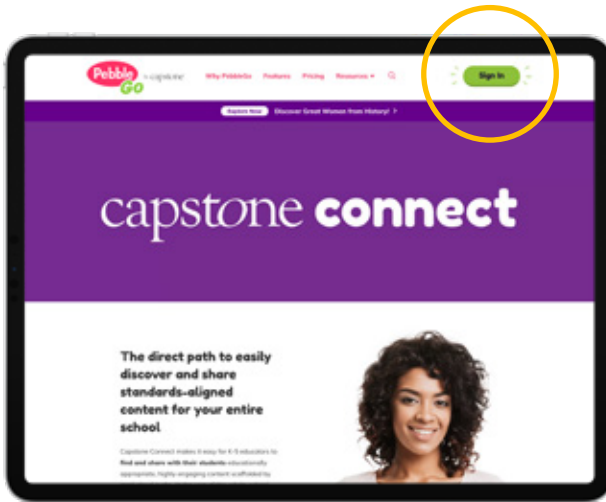 Pebble Go by capstone Why PebbleGo Features Pricing Resources Sign In
Explore Now Discover Great Women from History! >
capstone connect
The direct path to easily
discover and share
standards-aligned
content for your entire
school
Capstone Connect makes it easy for K-5 educators to
find and share with their students educationally
appropriate, highly engaging content scaffolded by